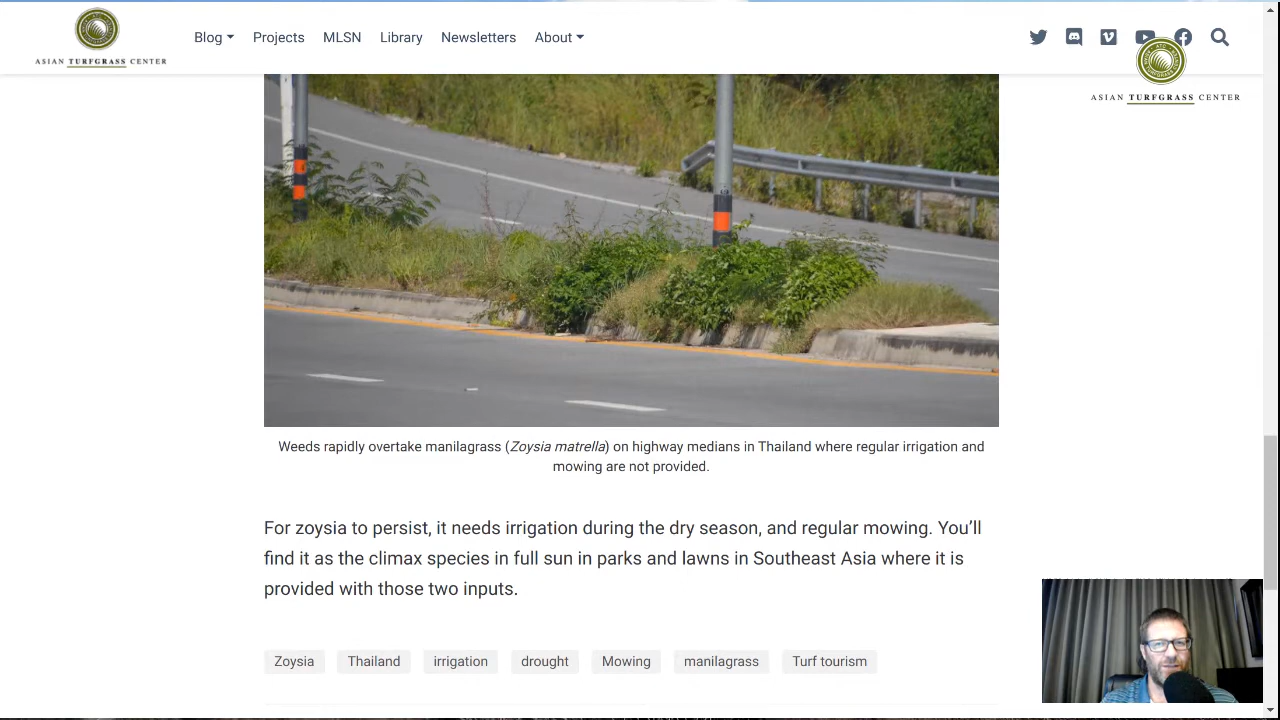 Blog Projects MLSN Library Newsletters About
ASIAN TURFGRASS CENTER
ASIAN TURFGRASS CENTER
Weeds rapidly overtake manilagrass (Zoysia matrella) on highway medians in Thailand where regular irrigation and
mowing are not provided.
For zoysia to persist, it needs irrigation during the dry season, and regular mowing. You’ll
find it as the climax species in full sun in parks and lawns in Southeast Asia where it is
provided with those two inputs.
Zoysia Thailand irrigation drought Mowing manilagrass Turf tourism